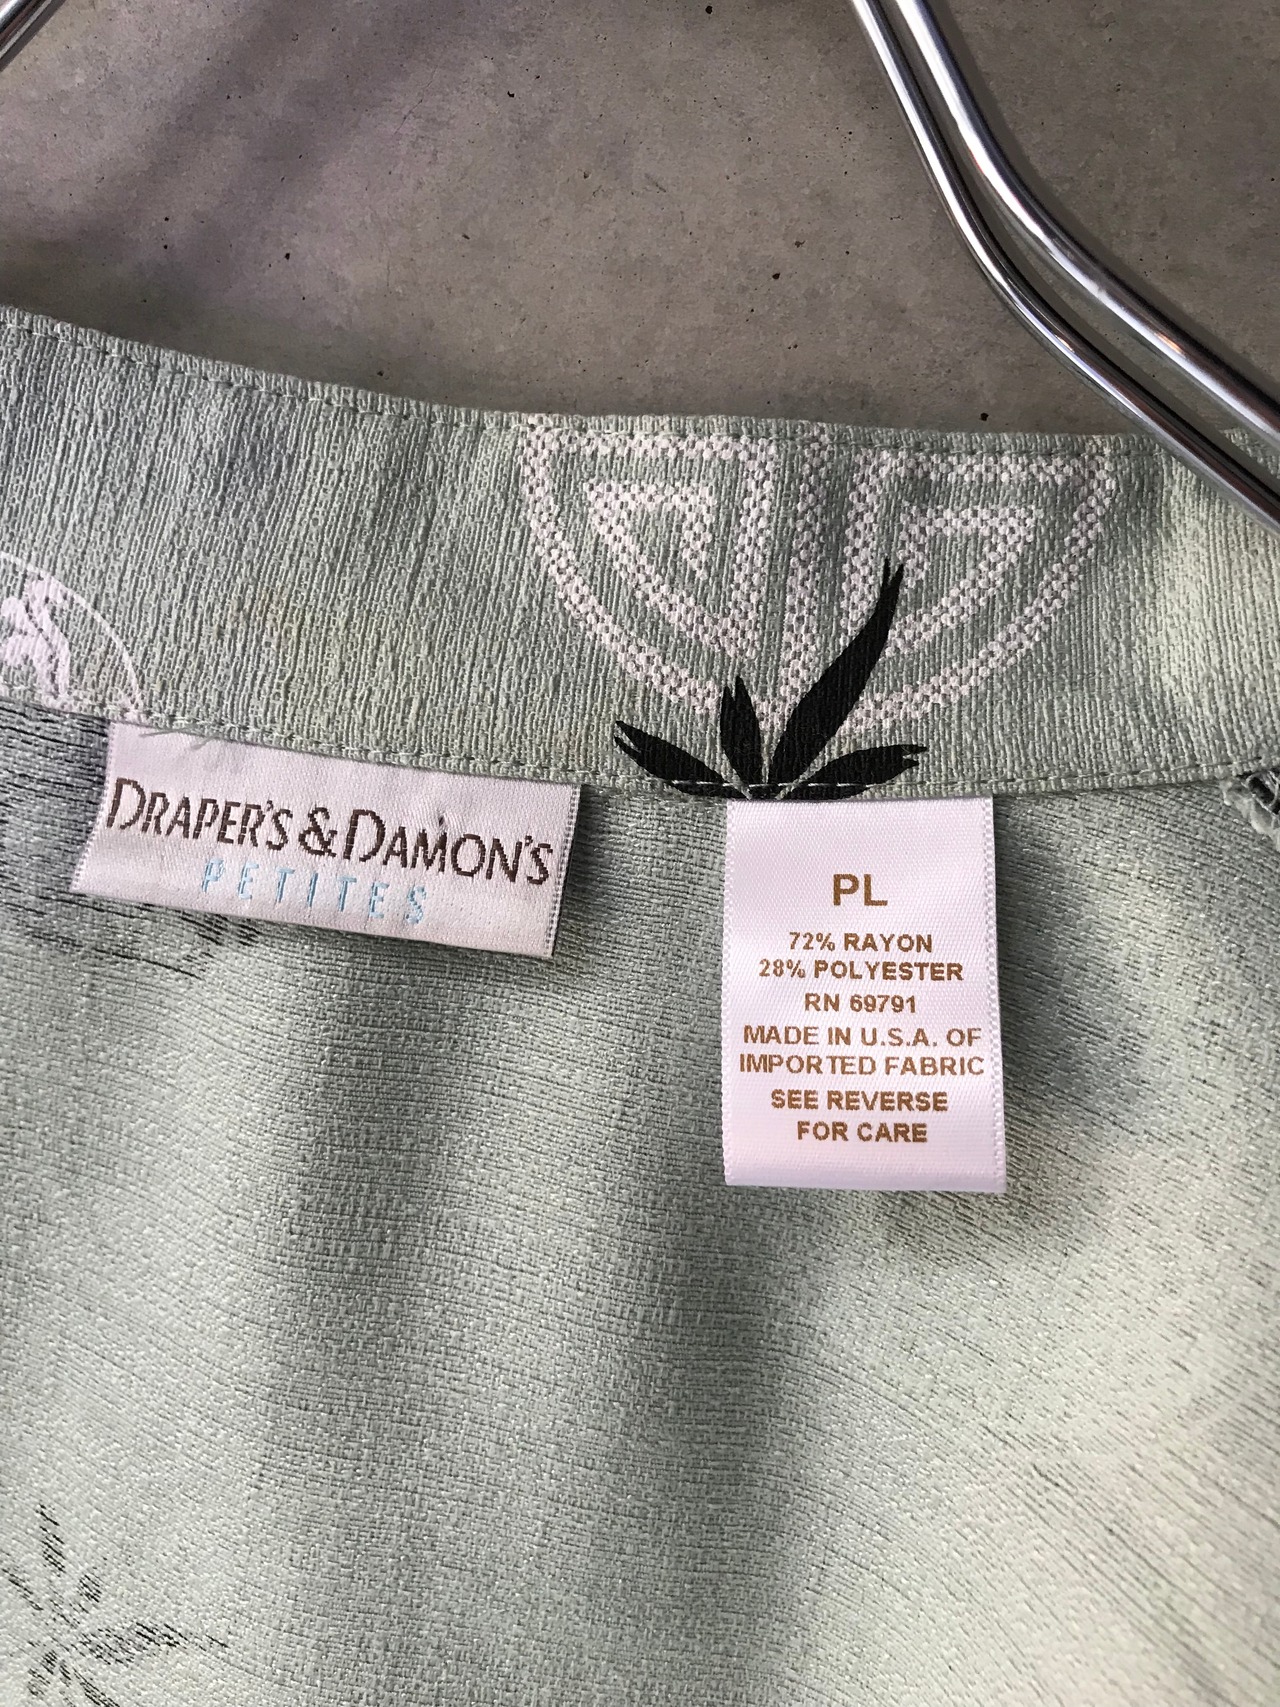 DRAPER'S & DAMON'S
PETITES
PL
72% RAYON
28% POLYESTER
RN 69791
MADE IN U.S.A. OF
IMPORTED FABRIC
SEE REVERSE
FOR CARE